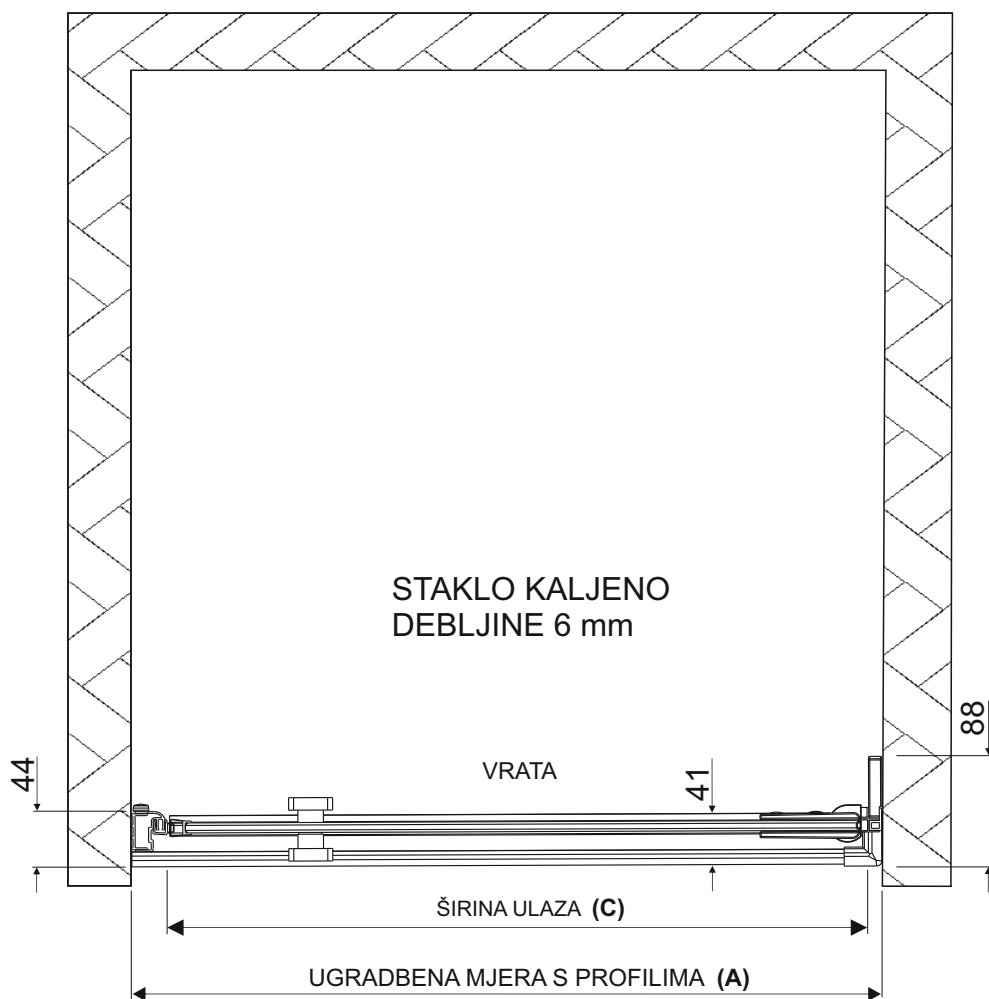 STAKLO KALJENO
DEBLJINE 6 mm
88
44
VRATA
41
ŠIRINA ULAZA (C)
UGRADBENA MJERA S PROFILIMA (A)